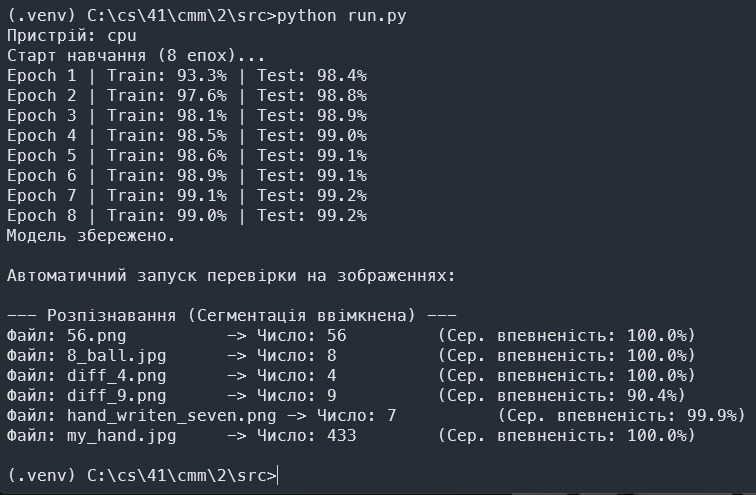 (.venv) C:\cs\41\cmm\2\src>python run.py
Пристрій: cpu
Старт навчання (8 епох)...
Epoch 1 | Train: 93.3% | Test: 98.4%
Epoch 2 | Train: 97.6% | Test: 98.8%
Epoch 3 | Train: 98.1% | Test: 98.9%
Epoch 4 | Train: 98.5% | Test: 99.0%
Epoch 5 | Train: 98.6% | Test: 99.1%
Epoch 6 | Train: 98.9% | Test: 99.1%
Epoch 7 | Train: 99.1% | Test: 99.2%
Epoch 8 | Train: 99.0% | Test: 99.2%
Модель збережено.
Автоматичний запуск перевірки на зображеннях:
--- Розпізнавання (Сегментація ввімкнена) ---
Файл: 56.png -> Число: 56 (Сер. впевненість: 100.0%)
Файл: 8_ball.jpg -> Число: 8 (Сер. впевненість: 100.0%)
Файл: diff_4.png -> Число: 4 (Сер. впевненість: 100.0%)
Файл: diff_9.png -> Число: 9 (Сер. впевненість: 90.4%)
Файл: hand_writen_seven.png -> Число: 7 (Сер. впевненість: 99.9%)
Файл: my_hand.jpg -> Число: 433 (Сер. впевненість: 100.0%)
(.venv) C:\cs\41\cmm\2\src>